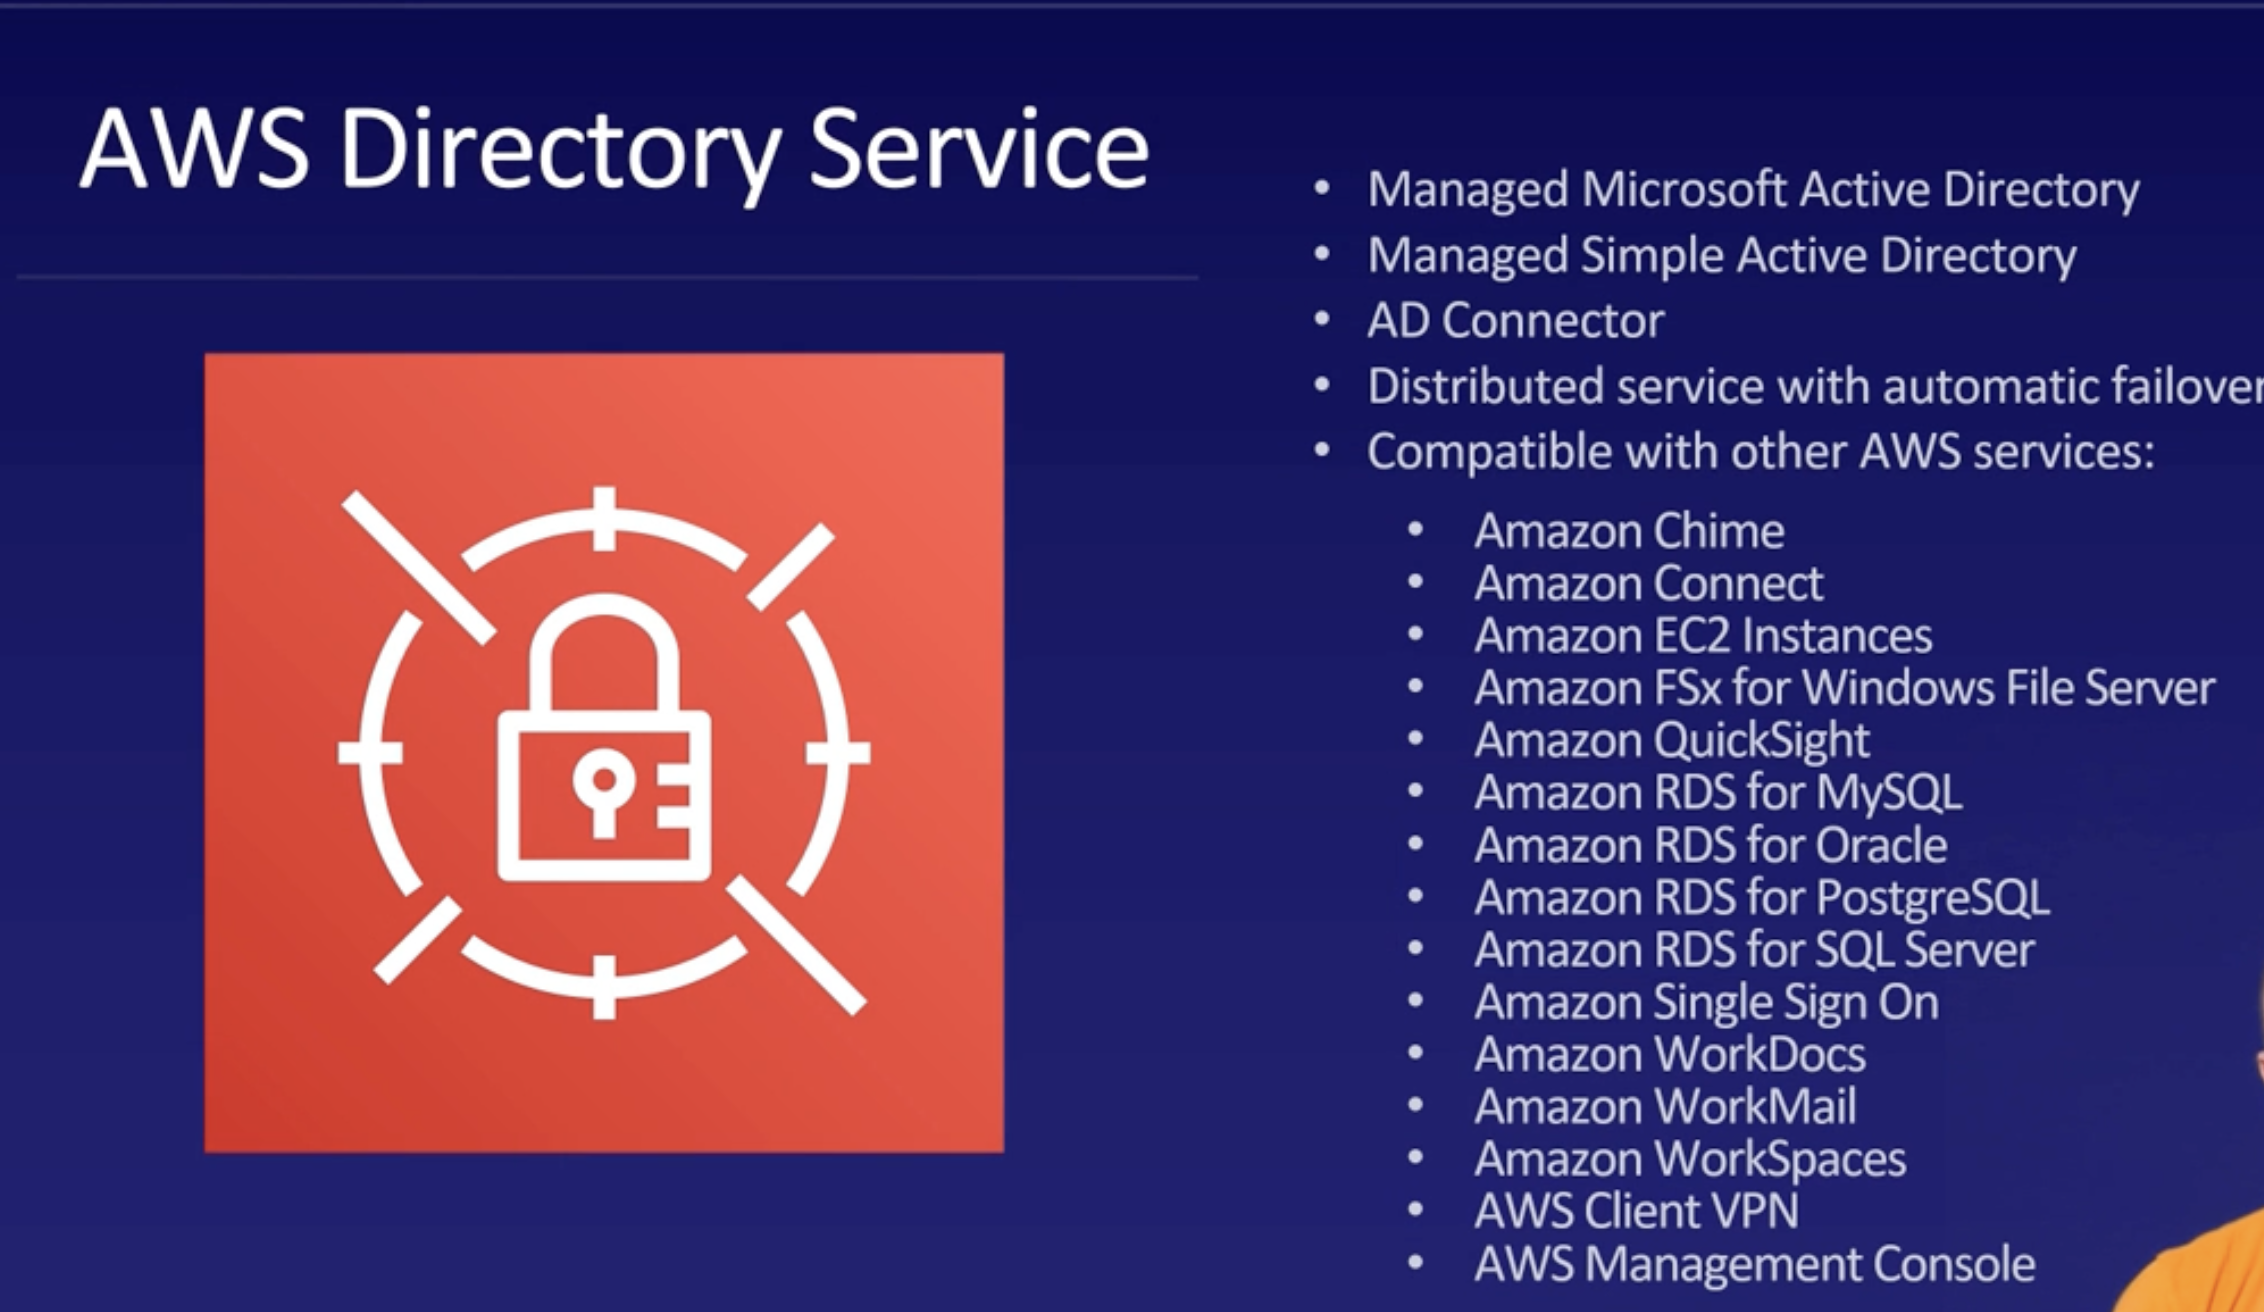 AWS Directory Service
• Managed Microsoft Active Directory
• Managed Simple Active Directory
• AD Connector
• Distributed service with automatic failover
• Compatible with other AWS services:
• Amazon Chime
• Amazon Connect
• Amazon EC2 Instances
• Amazon FSx for Windows File Server
• Amazon QuickSight
• Amazon RDS for MySQL
• Amazon RDS for Oracle
• Amazon RDS for PostgreSQL
• Amazon RDS for SQL Server
• Amazon Single Sign On
• Amazon WorkDocs
• Amazon WorkMail
• Amazon WorkSpaces
• AWS Client VPN
• AWS Management Console